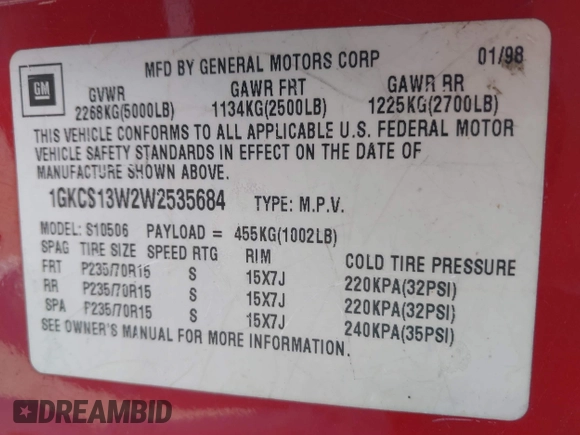 GM
MFD BY GENERAL MOTORS CORP 01/98
GVWR GAWR FRT GAWR RR
2268KG(5000LB) 1134KG(2500LB) 1225KG(2700LB)
THIS VEHICLE CONFORMS TO ALL APPLICABLE U.S. FEDERAL MOTOR
VEHICLE SAFETY STANDARDS IN EFFECT ON THE DATE OF
MANUFACTURE SHOWN ABOVE.
1GKCS13W2W2535684 TYPE: M.P.V.
MODEL: S10506 PAYLOAD = 455KG(1002LB)
SPAG TIRE SIZE SPEED RTG RIM COLD TIRE PRESSURE
FRT P235/70R15 S 15X7J 220KPA(32PSI)
RR P235/70R15 S 15X7J 220KPA(32PSI)
SPA P235/70R15 S 15X7J 240KPA(35PSI)
SEE OWNER'S MANUAL FOR MORE INFORMATION.
DREAMBID